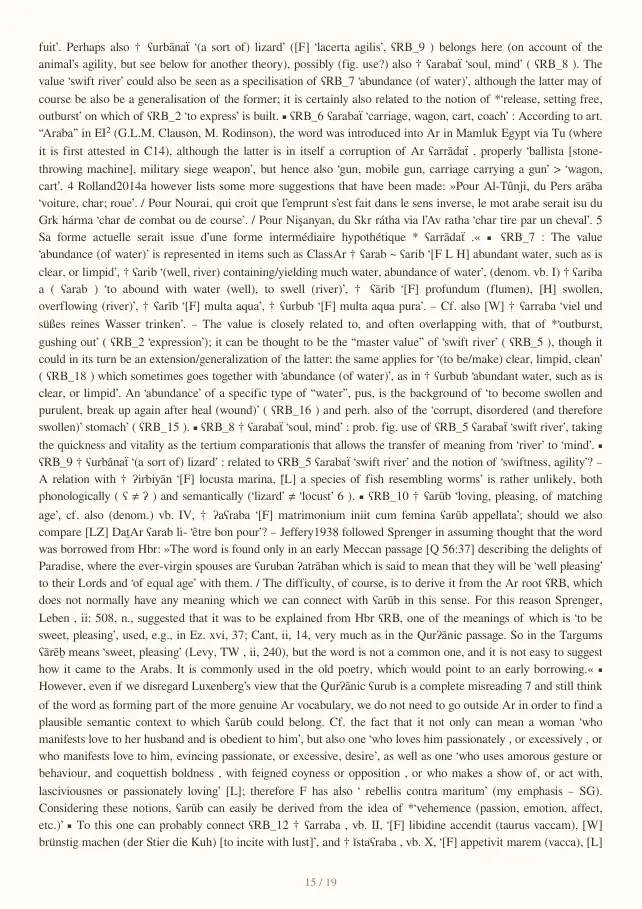 fuit’. Perhaps also † ʕurbānaẗ ‘(a sort of) lizard’ ([F] ‘lacerta agilis’, ʕRB_9 ) belongs here (on account of the
animal’s agility, but see below for another theory), possibly (fig. use?) also † ʕarabaẗ ‘soul, mind’ ( ʕRB_8 ). The
value ‘swift river’ could also be seen as a specilisation of ʕRB_7 ‘abundance (of water)’, although the latter may of
course be also be a generalisation of the former; it is certainly also related to the notion of *‘release, setting free,
outburst’ on which of ʕRB_2 ‘to express’ is built. ▪ ʕRB_6 ʕarabaẗ ‘carriage, wagon, cart, coach’ : According to art.
“Araba” in EI² (G.L.M. Clauson, M. Rodinson), the word was introduced into Ar in Mamluk Egypt via Tu (where
it is first attested in C14), although the latter is in itself a corruption of Ar ʕarrādaẗ , properly ‘ballista [stone-
throwing machine], military siege weapon’, but hence also ‘gun, mobile gun, carriage carrying a gun’ > ‘wagon,
cart’. 4 Rolland2014a however lists some more suggestions that have been made: »Pour Al-Tûnji, du Pers arāba
‘voiture, char; roue’. / Pour Nourai, qui croit que l’emprunt s’est fait dans le sens inverse, le mot arabe serait isu du
Grk hárma ‘char de combat ou de course’. / Pour Nişanyan, du Skr rátha via l’Av ratha ‘char tire par un cheval’. 5
Sa forme actuelle serait issue d’une forme intermédiaire hypothétique * ʕarrādaẗ .« ▪ ʕRB_7 : The value
‘abundance (of water)’ is represented in items such as ClassAr † ʕarab ~ ʕarib ‘[F L H] abundant water, such as is
clear, or limpid’, † ʕarib ‘(well, river) containing/yielding much water, abundance of water’, (denom. vb. I) † ʕariba
a ( ʕarab ) ‘to abound with water (well), to swell (river)’, † ʕārib ‘[F] profundum (flumen), [H] swollen,
overflowing (river)’, † ʕarīb ‘[F] multa aqua’, † ʕurbub ‘[F] multa aqua pura’. – Cf. also [W] † ʕarraba ‘viel und
süßes reines Wasser trinken’. – The value is closely related to, and often overlapping with, that of *‘outburst,
gushing out’ ( ʕRB_2 ‘expression’); it can be thought to be the “master value” of ‘swift river’ ( ʕRB_5 ), though it
could in its turn be an extension/generalization of the latter; the same applies for ‘(to be/make) clear, limpid, clean’
( ʕRB_18 ) which sometimes goes together with ‘abundance (of water)’, as in † ʕurbub ‘abundant water, such as is
clear, or limpid’. An ‘abundance’ of a specific type of “water”, pus, is the background of ‘to become swollen and
purulent, break up again after heal (wound)’ ( ʕRB_16 ) and perh. also of the ‘corrupt, disordered (and therefore
swollen)’ stomach’ ( ʕRB_15 ). ▪ ʕRB_8 † ʕarabaẗ ‘soul, mind’ : prob. fig. use of ʕRB_5 ʕarabaẗ ‘swift river’, taking
the quickness and vitality as the tertium comparationis that allows the transfer of meaning from ‘river’ to ‘mind’. ▪
ʕRB_9 † ʕurbānaẗ ‘(a sort of) lizard’ : related to ʕRB_5 ʕarabaẗ ‘swift river’ and the notion of ‘swiftness, agility’? –
A relation with † ʔirbiyān ‘[F] locusta marina, [L] a species of fish resembling worms’ is rather unlikely, both
phonologically ( ʕ ≠ ʔ ) and semantically (‘lizard’ ≠ ‘locust’ 6 ). ▪ ʕRB_10 † ʕarūb ‘loving, pleasing, of matching
age’, cf. also (denom.) vb. IV, † ʔaʕraba ‘[F] matrimonium iniit cum femina ʕarūb appellata’; should we also
compare [LZ] Daṯ̣Ar ʕarab li- ‘être bon pour’? – Jeffery1938 followed Sprenger in assuming thought that the word
was borrowed from Hbr: »The word is found only in an early Meccan passage [Q 56:37] describing the delights of
Paradise, where the ever-virgin spouses are ʕuruban ʔatrāban which is said to mean that they will be ‘well pleasing’
to their Lords and ‘of equal age’ with them. / The difficulty, of course, is to derive it from the Ar root ʕRB, which
does not normally have any meaning which we can connect with ʕarūb in this sense. For this reason Sprenger,
Leben , ii: 508, n., suggested that it was to be explained from Hbr ʕRB, one of the meanings of which is ‘to be
sweet, pleasing’, used, e.g., in Ez. xvi, 37; Cant, ii, 14, very much as in the Qurʔānic passage. So in the Targums
ʕārēḇ means ‘sweet, pleasing’ (Levy, TW , ii, 240), but the word is not a common one, and it is not easy to suggest
how it came to the Arabs. It is commonly used in the old poetry, which would point to an early borrowing.« ▪
However, even if we disregard Luxenberg’s view that the Qurʔānic ʕurub is a complete misreading 7 and still think
of the word as forming part of the more genuine Ar vocabulary, we do not need to go outside Ar in order to find a
plausible semantic context to which ʕarūb could belong. Cf. the fact that it not only can mean a woman ‘who
manifests love to her husband and is obedient to him’, but also one ‘who loves him passionately , or excessively , or
who manifests love to him, evincing passionate, or excessive, desire’, as well as one ‘who uses amorous gesture or
behaviour, and coquettish boldness , with feigned coyness or opposition , or who makes a show of, or act with,
lasciviousnes or passionately loving’ [L]; therefore F has also ‘ rebellis contra maritum’ (my emphasis – SG).
Considering these notions, ʕarūb can easily be derived from the idea of *‘vehemence (passion, emotion, affect,
etc.)’ ▪ To this one can probably connect ʕRB_12 † ʕarraba , vb. II, ‘[F] libidine accendit (taurus vaccam), [W]
brünstig machen (der Stier die Kuh) [to incite with lust]’, and † ĭstaʕraba , vb. X, ‘[F] appetivit marem (vacca), [L]
15 / 19